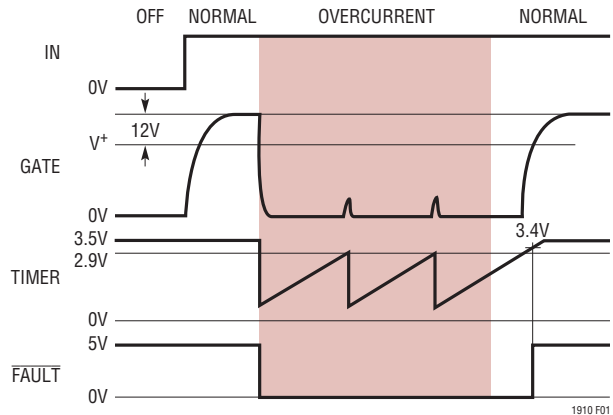 OFF NORMAL OVERCURRENT NORMAL
IN
0V
12V
V+
GATE
0V
3.5V
3.4V
2.9V
TIMER
0V
5V
FAULT
0V
1910 F01